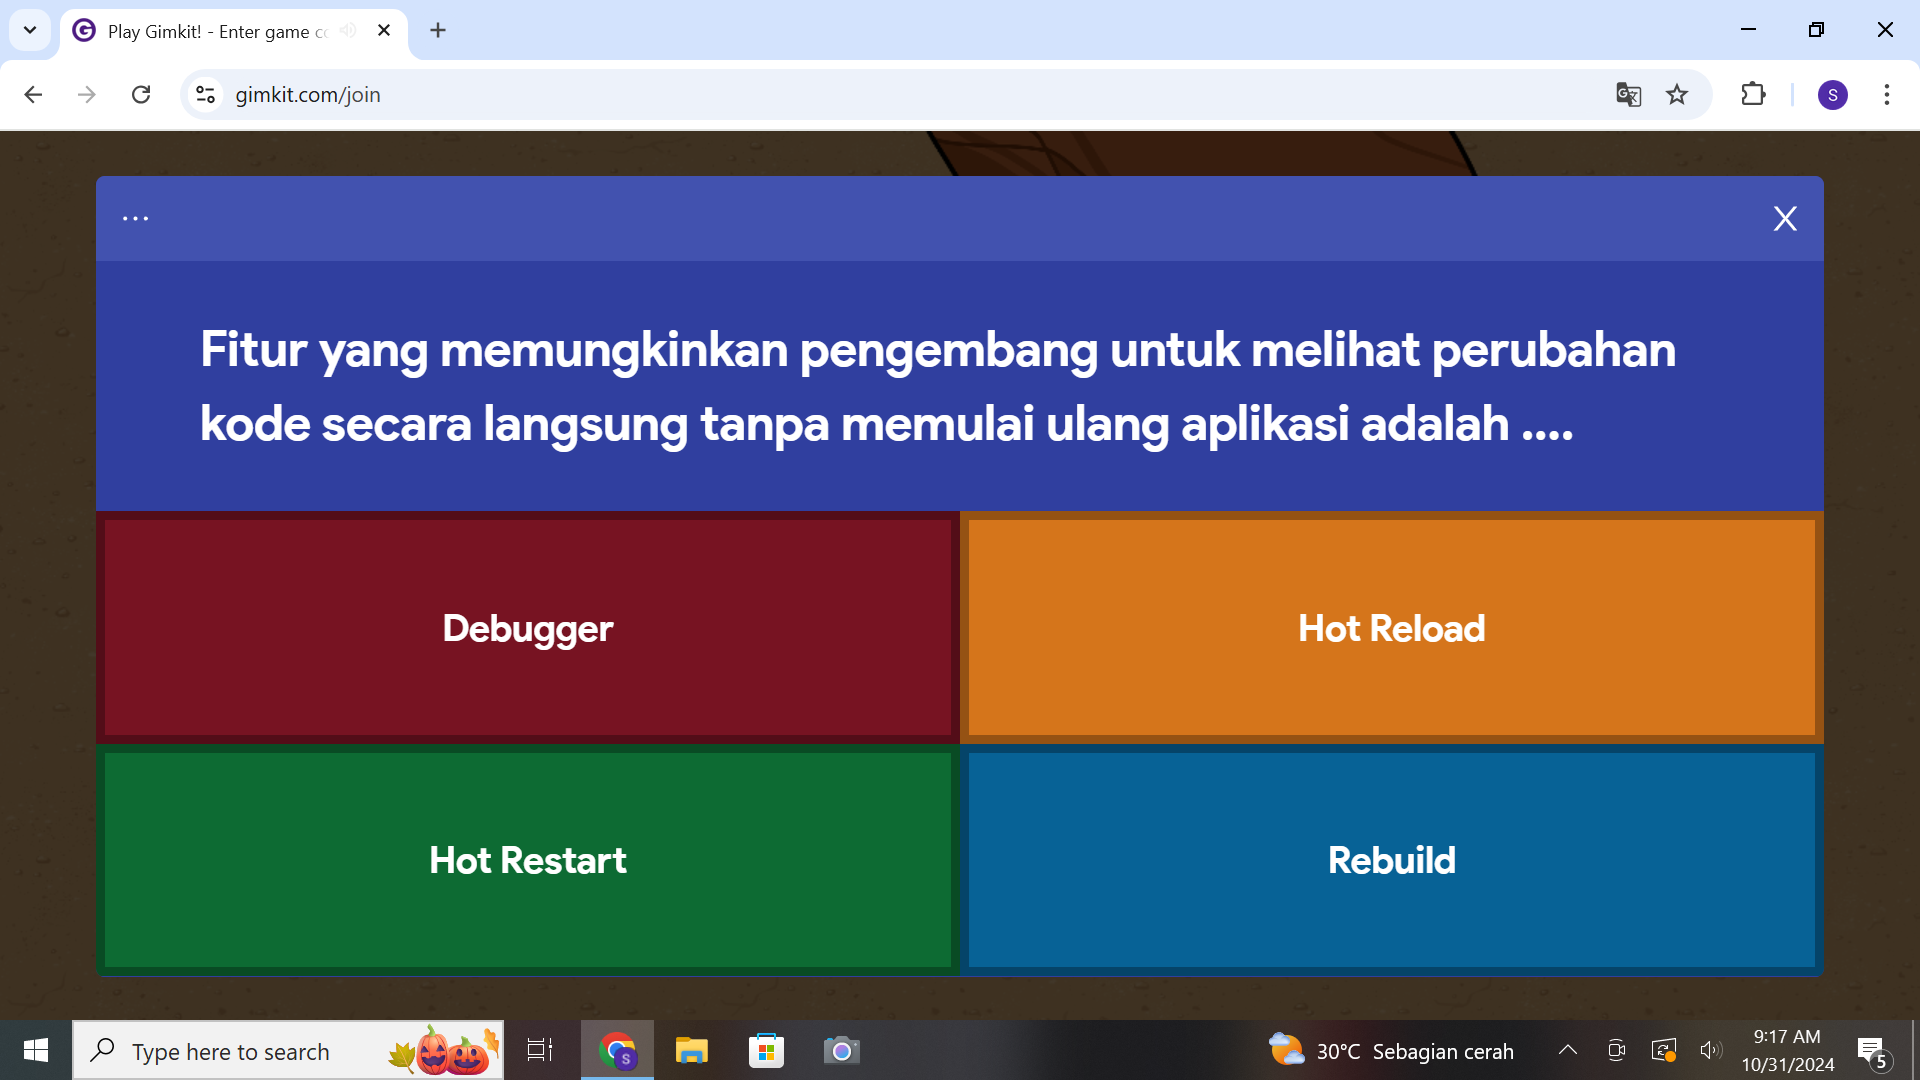 Play Gimkit! - Enter game c
gimkit.com/join
S
...
X
Fitur yang memungkinkan pengembang untuk melihat perubahan
kode secara langsung tanpa memulai ulang aplikasi adalah ....
Debugger
Hot Reload
Hot Restart
Rebuild
Type here to search
S
30°C Sebagian cerah
9:17 AM
10/31/2024
5